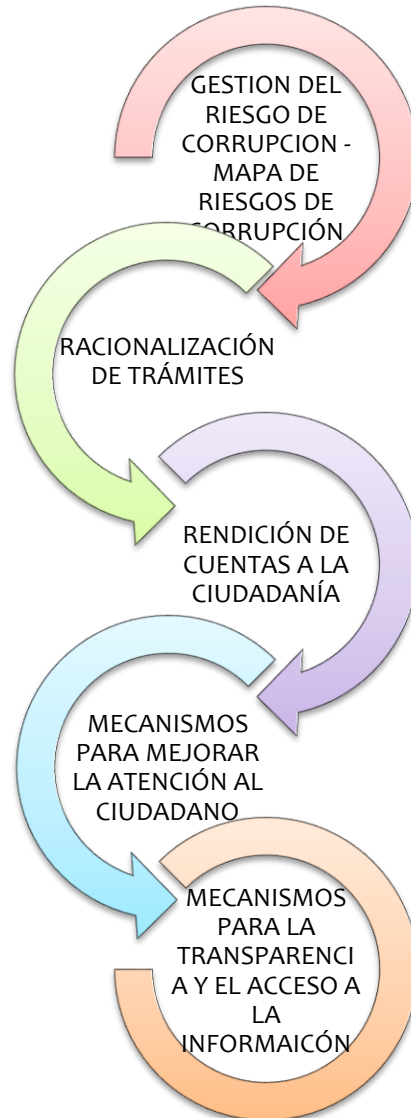 GESTION DEL
RIESGO DE
CORRUPCION -
MAPA DE
RIESGOS DE
CORRUPCIÓN
RACIONALIZACIÓN
DE TRÁMITES
RENDICIÓN DE
CUENTAS A LA
CIUDADANÍA
MECANISMOS
PARA MEJORAR
LA ATENCIÓN AL
CIUDADANO
MECANISMOS
PARA LA
TRANSPARENCI
A Y EL ACCESO A
LA
INFORMAICÓN